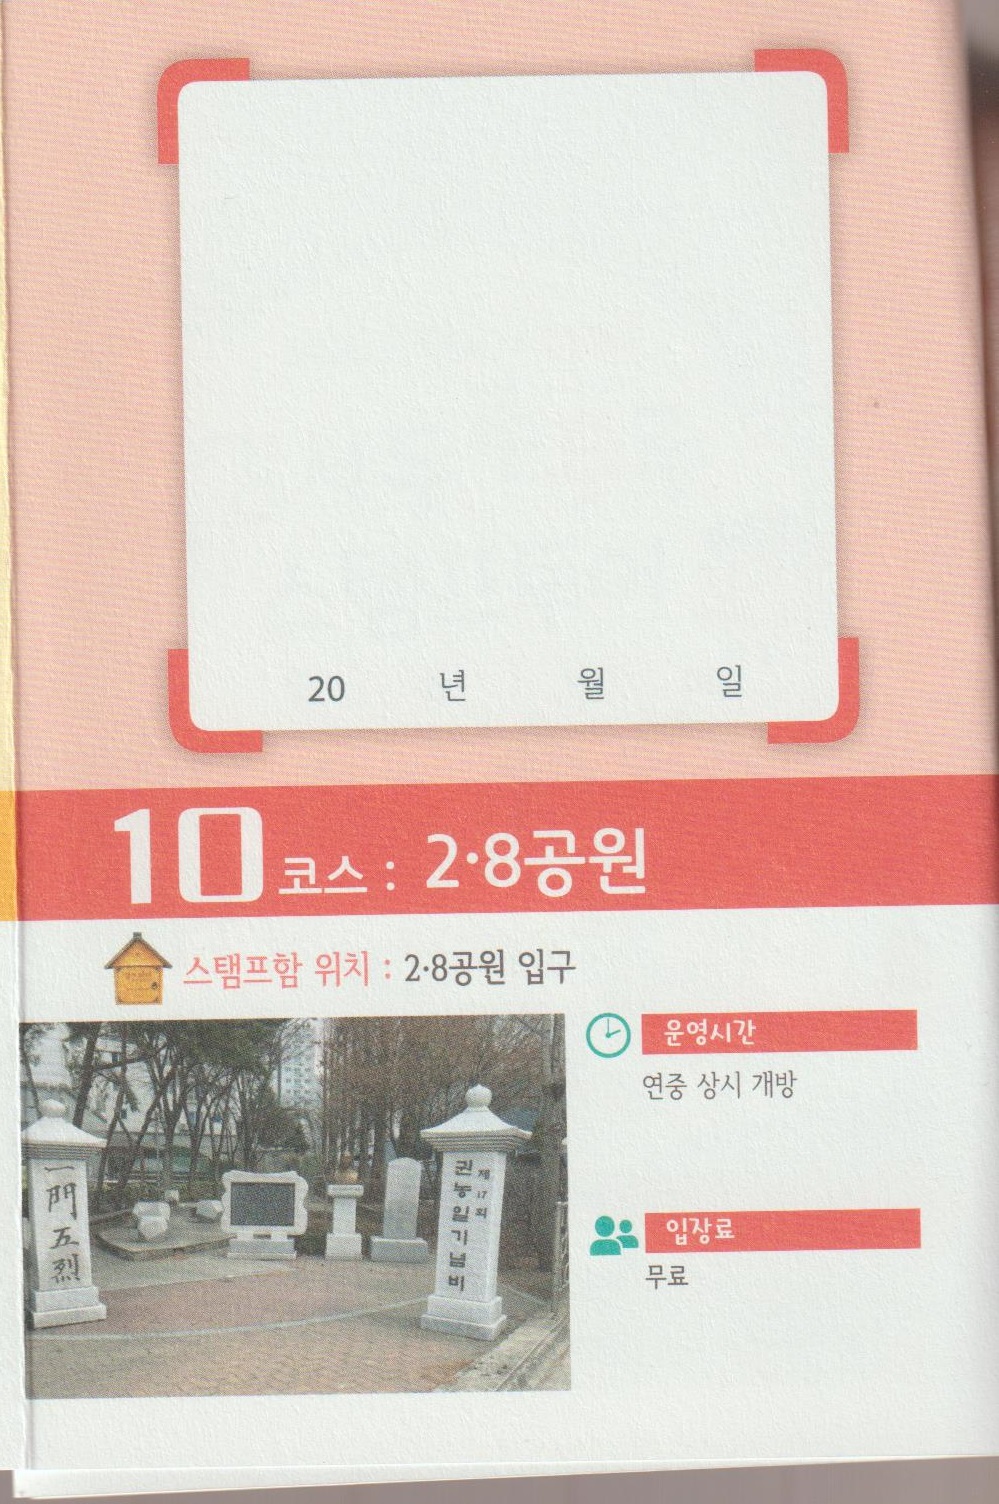 20 년 월 일
10 코스 : 2·8공원
스탬프함 위치 : 2·8공원 입구
운영시간
연중 상시 개방
입장료
무료
一門五烈
제17회
권농일기념비